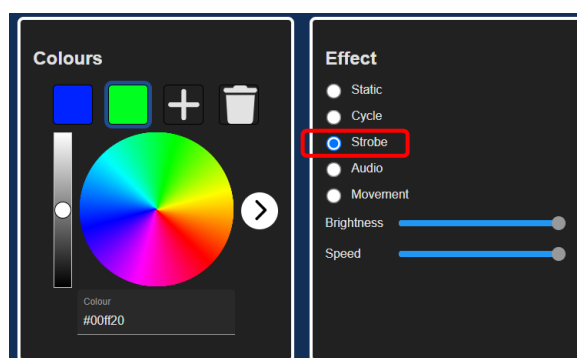 Colours
Colour
#00ff20
Effect
Static
Cycle
Strobe
Audio
Movement
Brightness
Speed